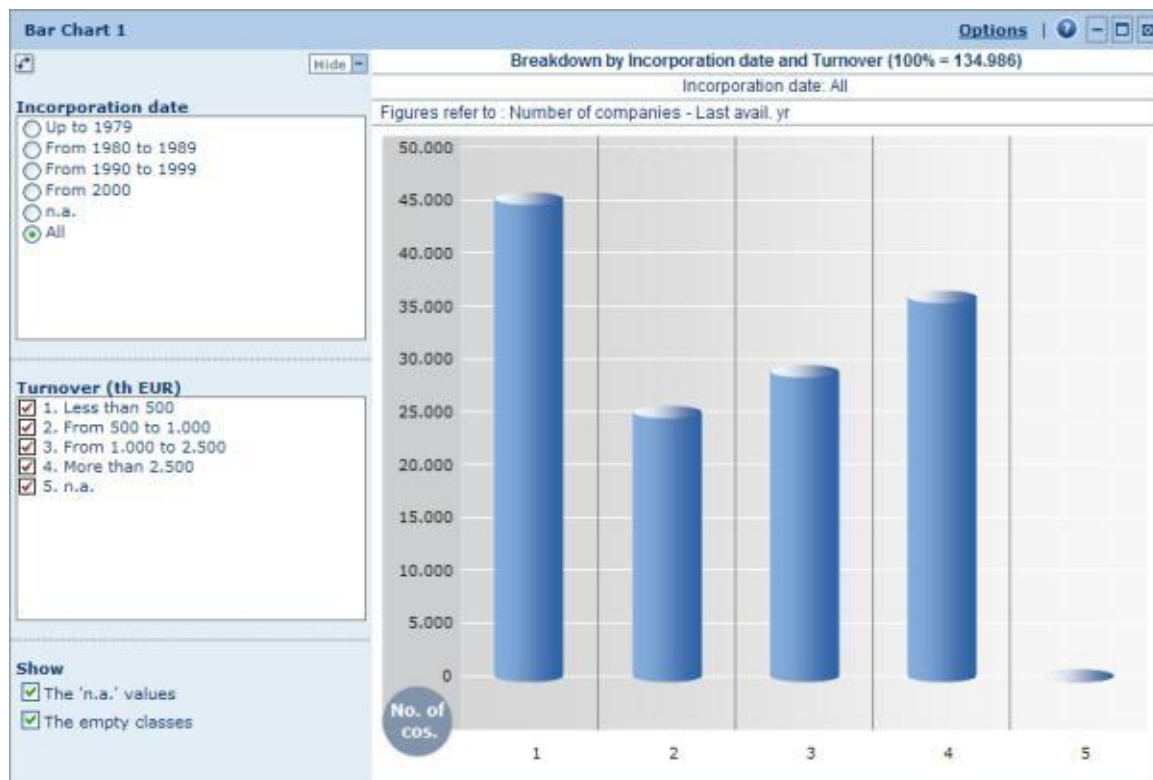 Bar Chart 1
Options | ?
Hide
Incorporation date
Up to 1979
From 1980 to 1989
From 1990 to 1999
From 2000
n.a.
All
Turnover (th EUR)
1. Less than 500
2. From 500 to 1.000
3. From 1.000 to 2.500
4. More than 2.500
5. n.a.
Show
The 'n.a.' values
The empty classes
Breakdown by Incorporation date and Turnover (100% = 134.986)
Incorporation date: All
Figures refer to : Number of companies - Last avail. yr
50.000
45.000
40.000
35.000
30.000
25.000
20.000
15.000
10.000
5.000
0
No. of
cos.
1 2 3 4 5